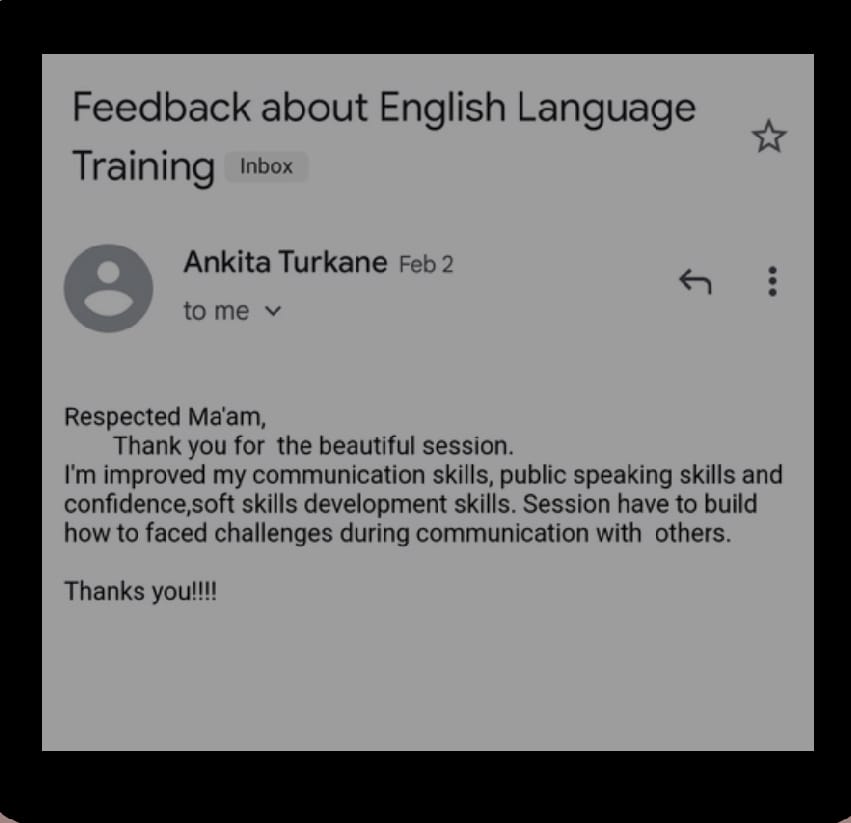 Feedback about English Language
Training Inbox
Ankita Turkane Feb 2
to me
Respected Ma'am,
Thank you for the beautiful session.
I'm improved my communication skills, public speaking skills and
confidence,soft skills development skills. Session have to build
how to faced challenges during communication with others.
Thanks you!!!!